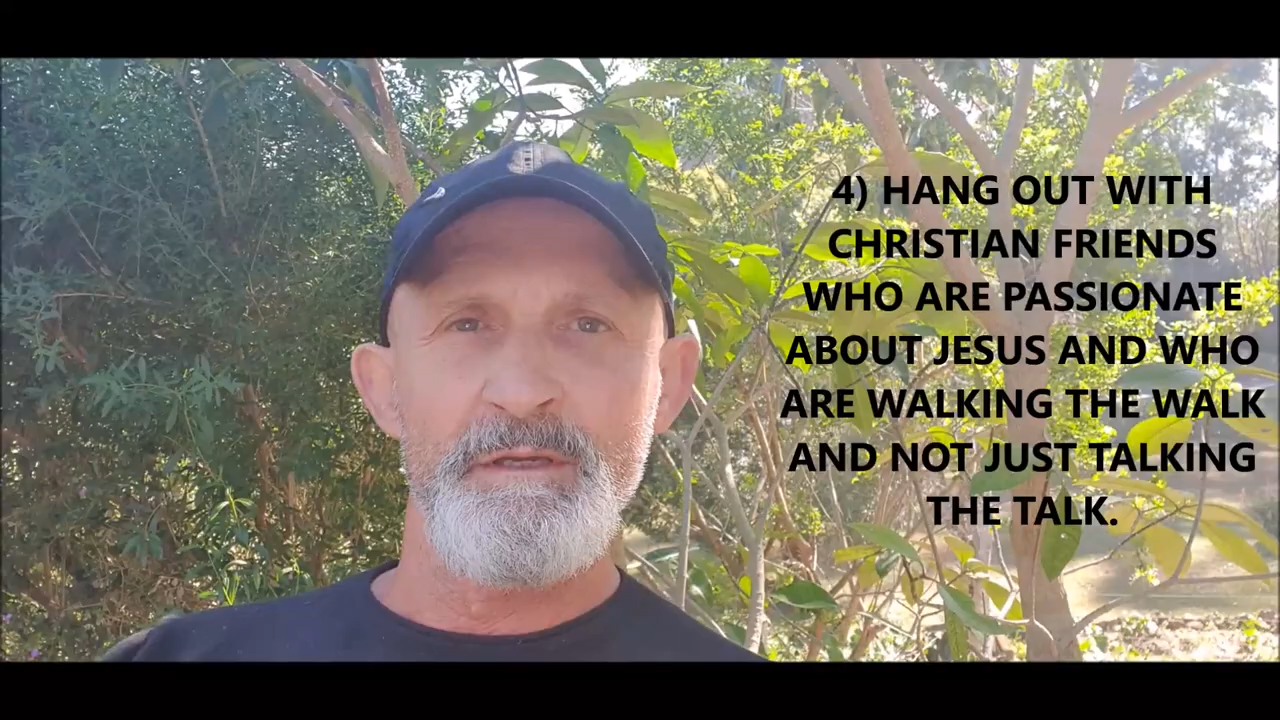 4) HANG OUT WITH
CHRISTIAN FRIENDS
WHO ARE PASSIONATE
ABOUT JESUS AND WHO
ARE WALKING THE WALK
AND NOT JUST TALKING
THE TALK.